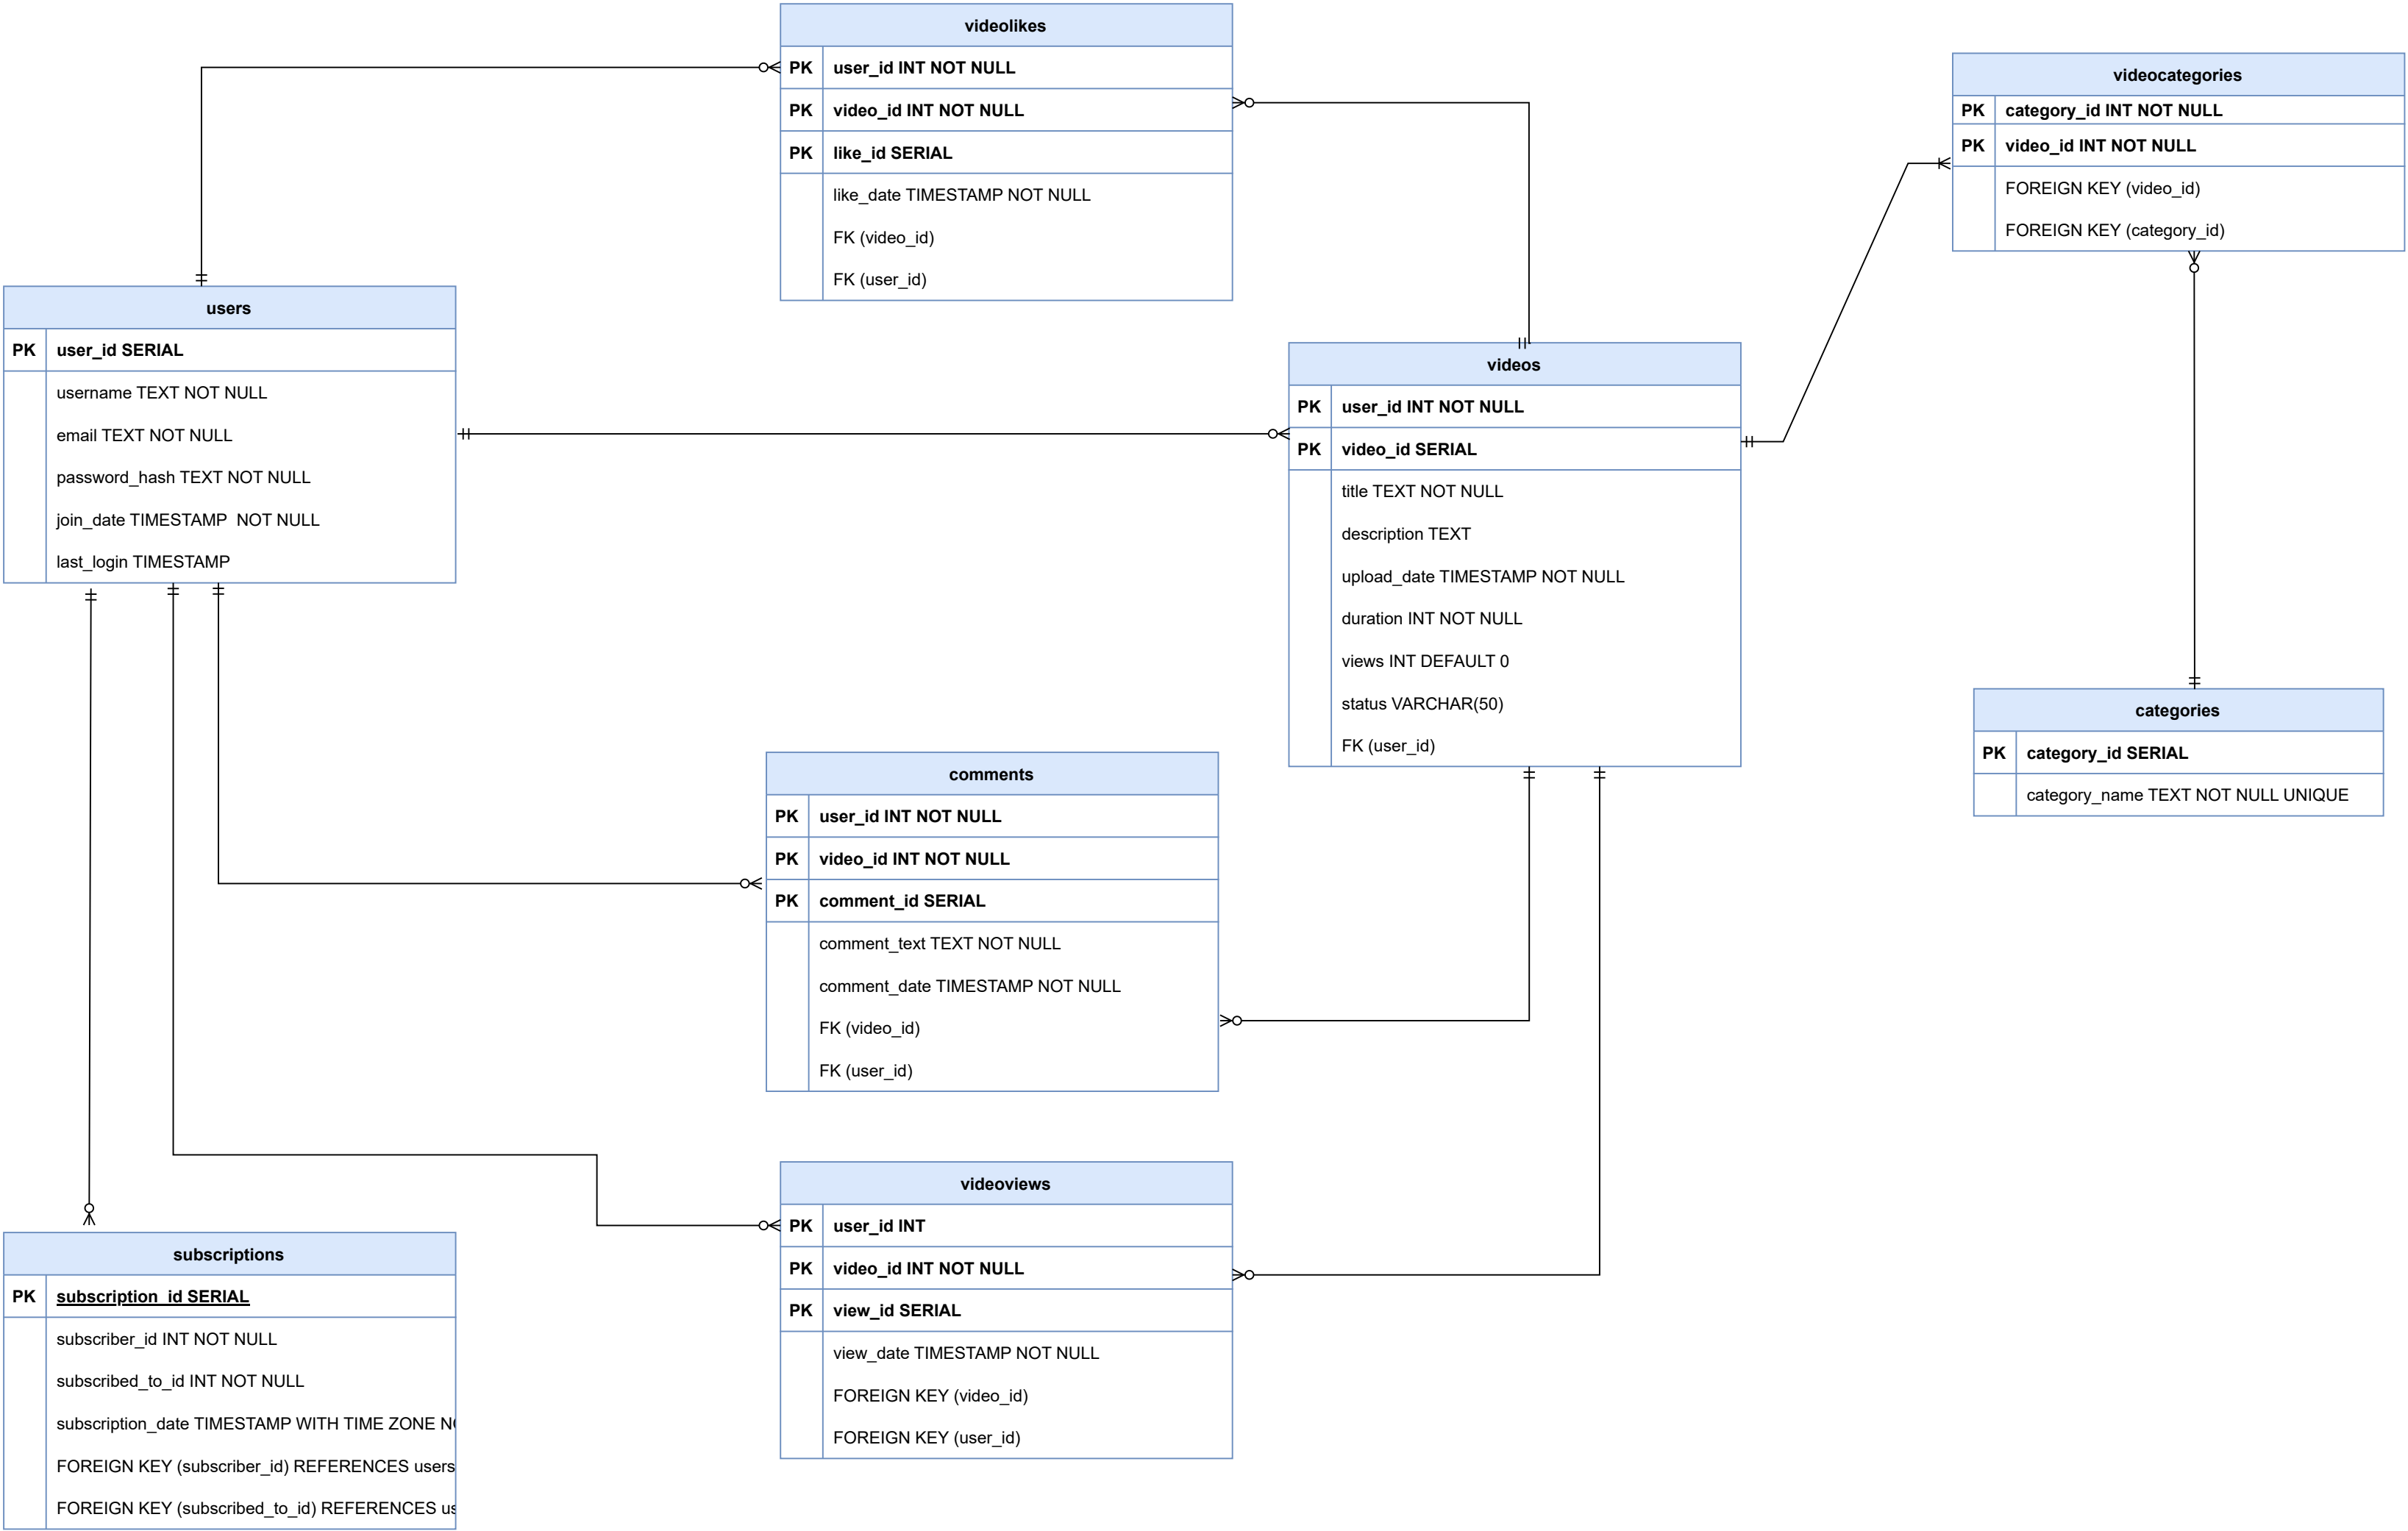 videolikes
PK user_id INT NOT NULL
PK video_id INT NOT NULL
PK like_id SERIAL
like_date TIMESTAMP NOT NULL
FK (video_id)
FK (user_id)
videocategories
PK category_id INT NOT NULL
PK video_id INT NOT NULL
FOREIGN KEY (video_id)
FOREIGN KEY (category_id)
users
PK user_id SERIAL
username TEXT NOT NULL
email TEXT NOT NULL
password_hash TEXT NOT NULL
join_date TIMESTAMP  NOT NULL
last_login TIMESTAMP
videos
PK user_id INT NOT NULL
PK video_id SERIAL
title TEXT NOT NULL
description TEXT
upload_date TIMESTAMP NOT NULL
duration INT NOT NULL
views INT DEFAULT 0
status VARCHAR(50)
FK (user_id)
categories
PK category_id SERIAL
category_name TEXT NOT NULL UNIQUE
comments
PK user_id INT NOT NULL
PK video_id INT NOT NULL
PK comment_id SERIAL
comment_text TEXT NOT NULL
comment_date TIMESTAMP NOT NULL
FK (video_id)
FK (user_id)
videoviews
PK user_id INT
PK video_id INT NOT NULL
PK view_id SERIAL
view_date TIMESTAMP NOT NULL
FOREIGN KEY (video_id)
FOREIGN KEY (user_id)
subscriptions
PK subscription_id SERIAL
subscriber_id INT NOT NULL
subscribed_to_id INT NOT NULL
subscription_date TIMESTAMP WITH TIME ZONE
FOREIGN KEY (subscriber_id) REFERENCES users
FOREIGN KEY (subscribed_to_id) REFERENCES